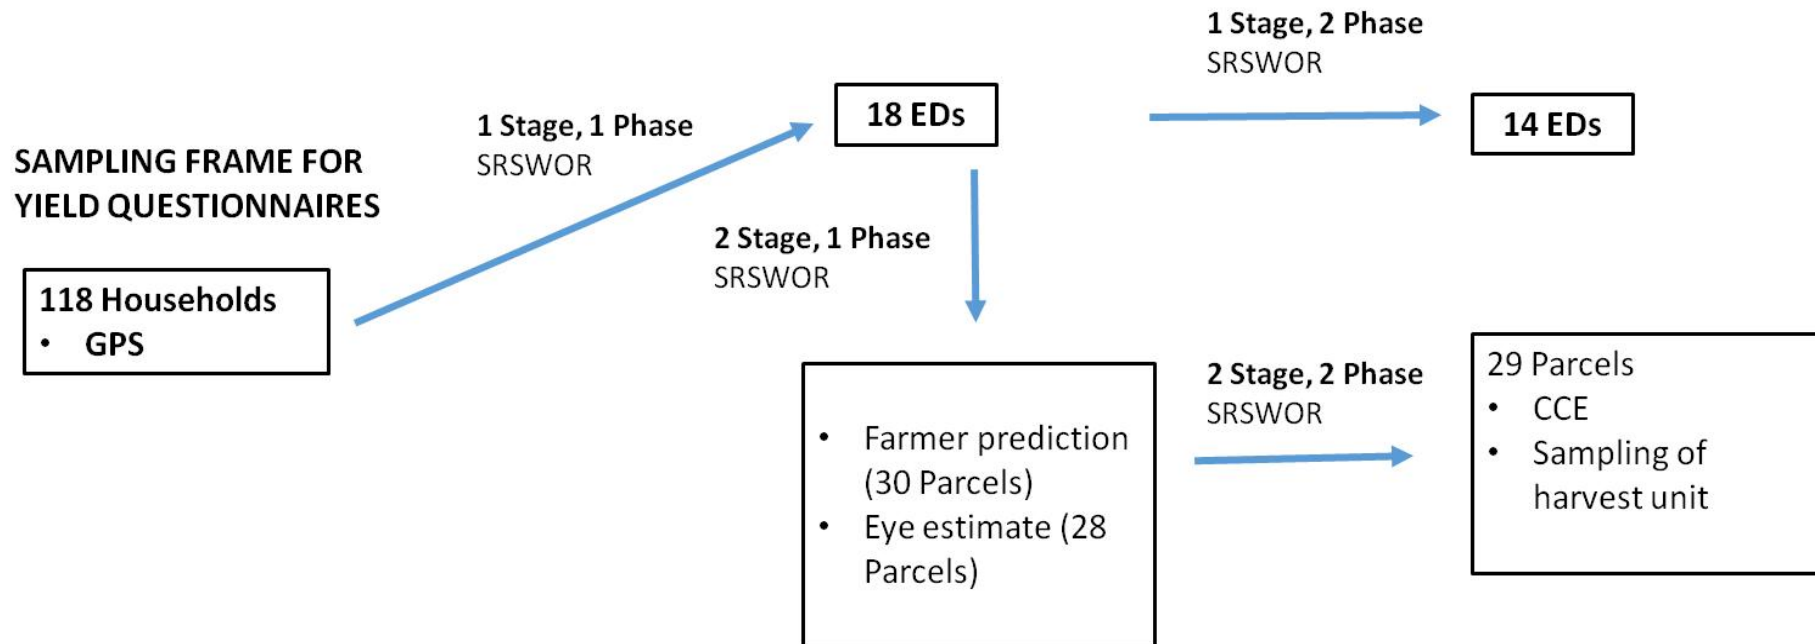 SAMPLING FRAME FOR
YIELD QUESTIONNAIRES
118 Households
• GPS
1 Stage, 1 Phase
SRSWOR
18 EDs
1 Stage, 2 Phase
SRSWOR
14 EDs
2 Stage, 1 Phase
SRSWOR
• Farmer prediction
(30 Parcels)
• Eye estimate (28
Parcels)
2 Stage, 2 Phase
SRSWOR
29 Parcels
• CCE
• Sampling of
harvest unit